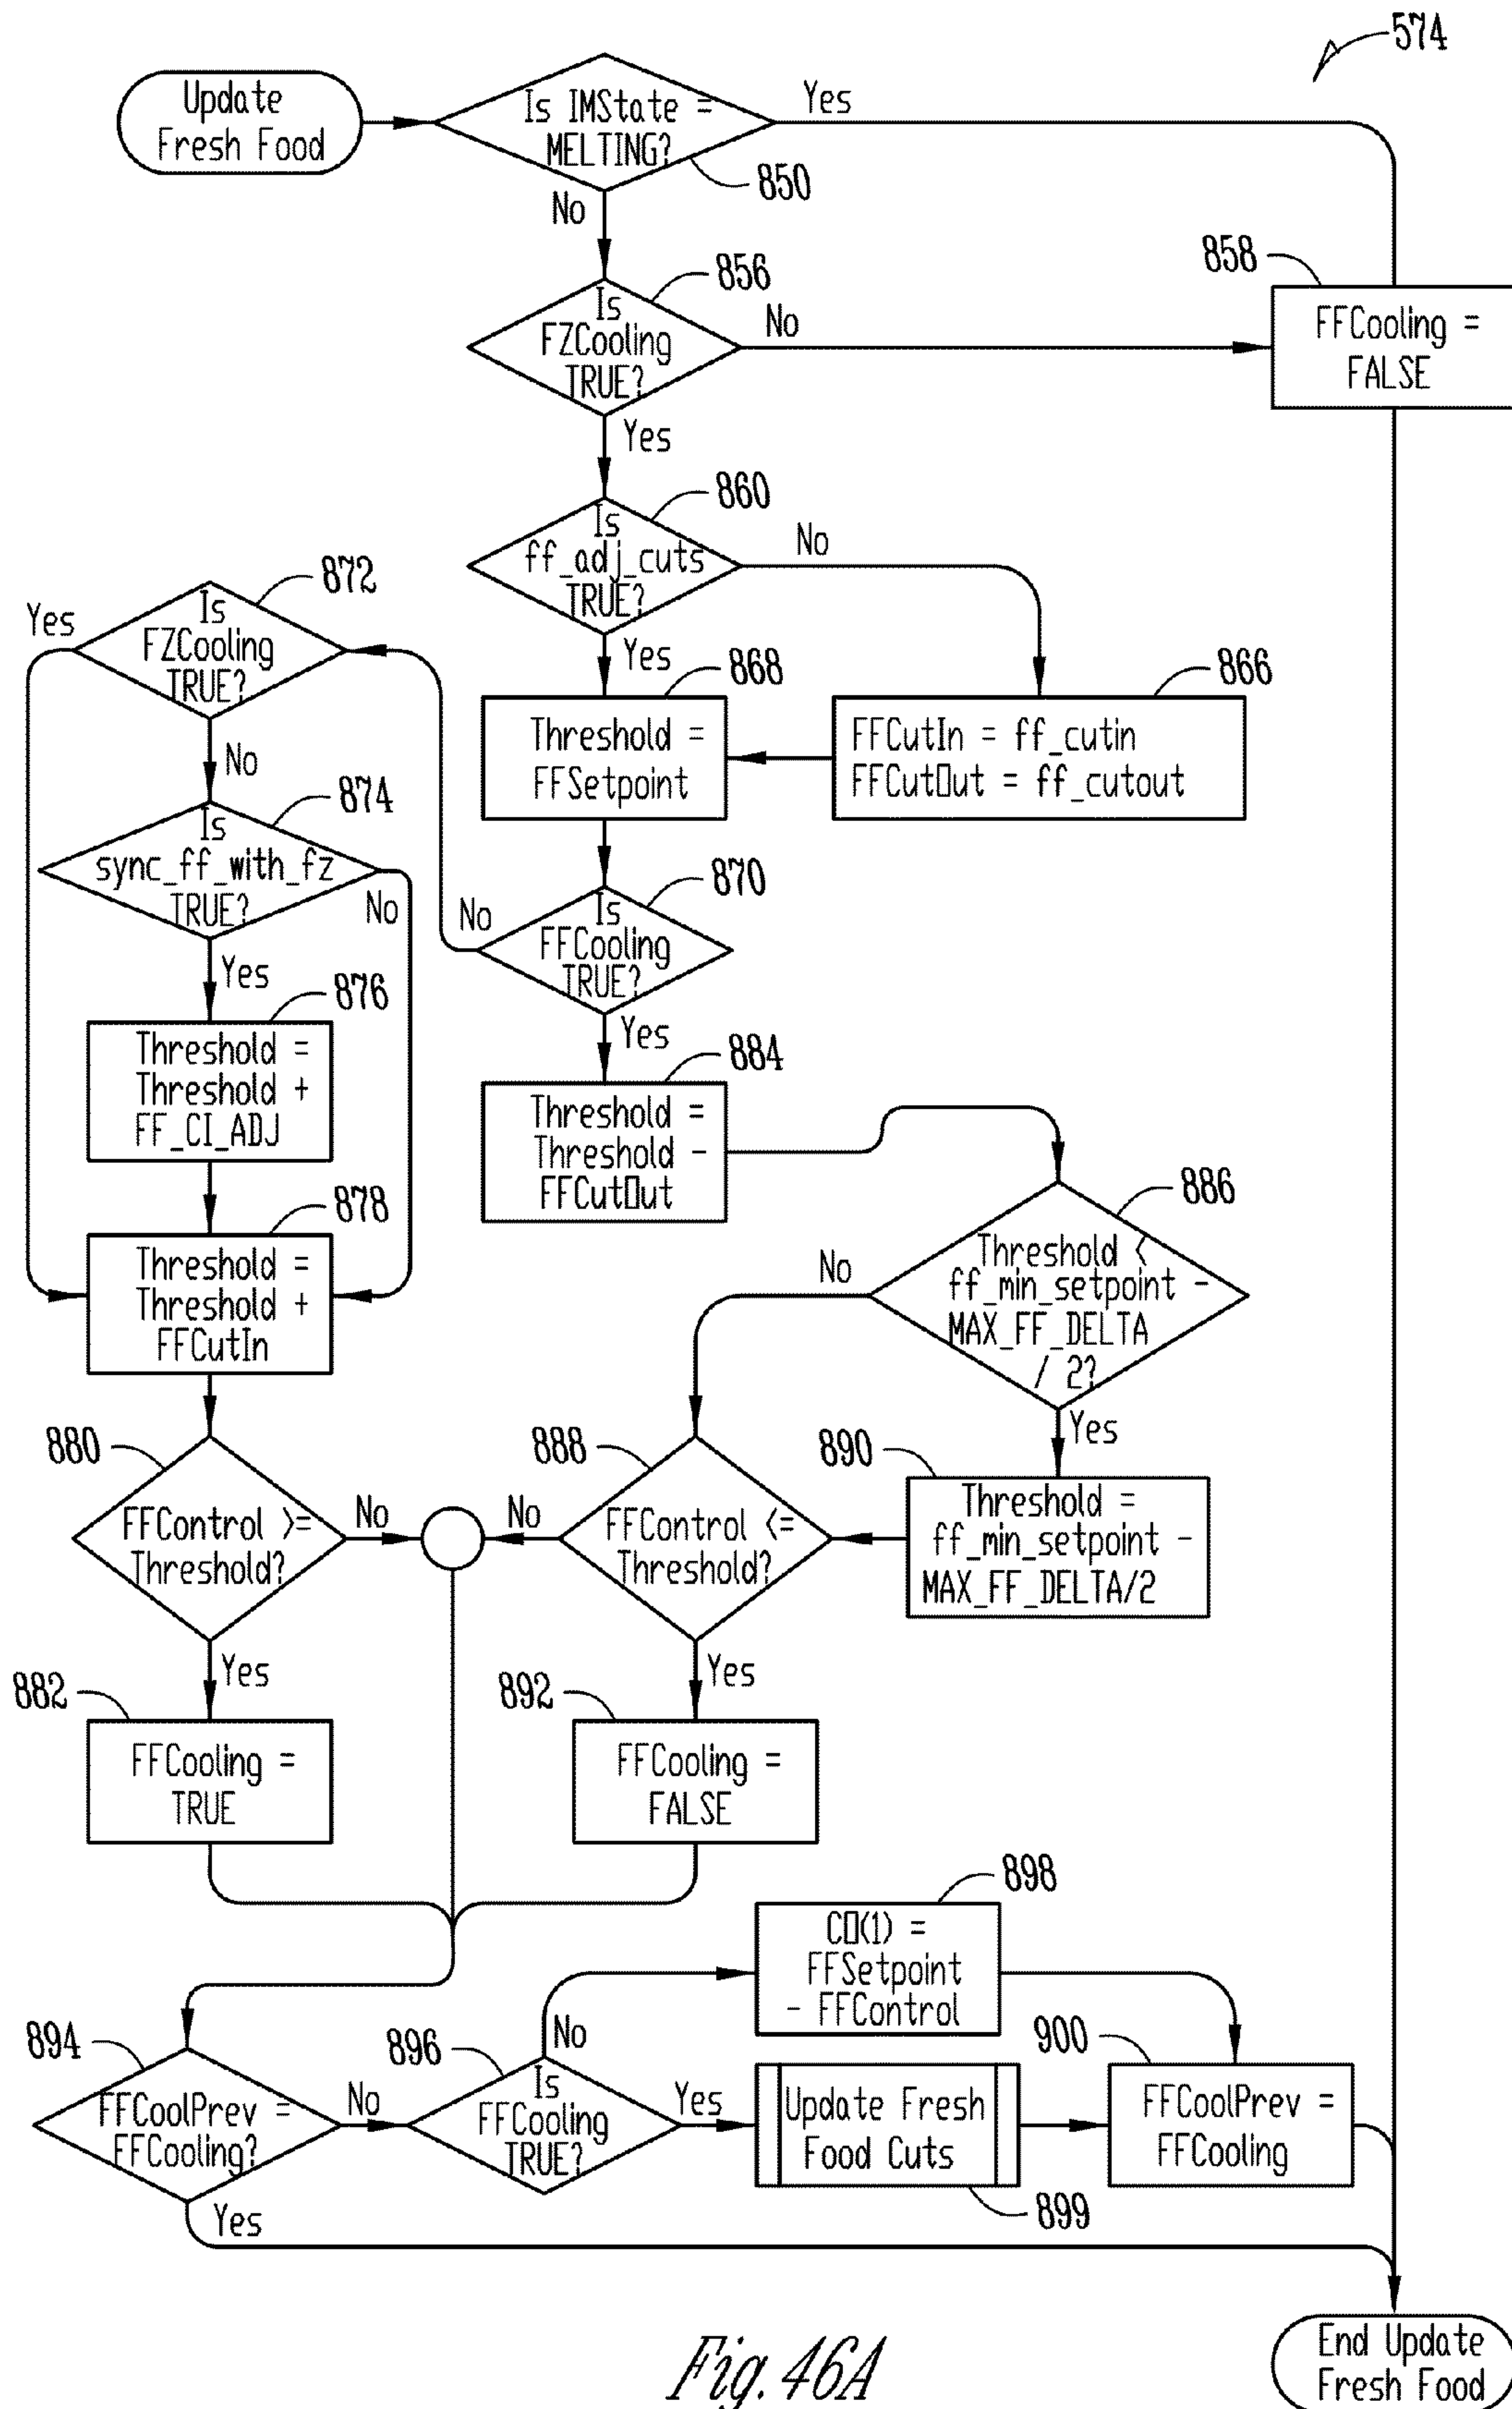 574
Update
Fresh Food
Is IMState =
MELTING?
Yes
850
No
856
Is
FZCooling
TRUE?
No
858
FFCooling =
FALSE
Yes
860
Is
ff_adj_cuts
TRUE?
No
872
Is
FZCooling
TRUE?
Yes
Yes
868
Threshold =
FFSetpoint
866
FFCutIn = ff_cutin
FFCutOut = ff_cutout
No
874
Is
sync_ff_with_fz
TRUE?
No
870
Is
FFCooling
TRUE?
No
Yes
876
Threshold =
Threshold +
FF_CI_ADJ
Yes
884
Threshold =
Threshold -
FFCutOut
878
Threshold =
Threshold +
FFCutIn
886
Threshold <
ff_min_setpoint -
MAX_FF_DELTA
/ 2?
No
Yes
880
FFControl >=
Threshold?
No
888
FFControl <=
Threshold?
No
890
Threshold =
ff_min_setpoint -
MAX_FF_DELTA/2
Yes
882
FFCooling =
TRUE
Yes
892
FFCooling =
FALSE
898
CO(1) =
FFSetpoint
- FFControl
894
FFCoolPrev =
FFCooling?
No
896
Is
FFCooling
TRUE?
No
Yes
Update Fresh
Food Cuts
899
900
FFCoolPrev =
FFCooling
Yes
End Update
Fresh Food
Fig. 46A